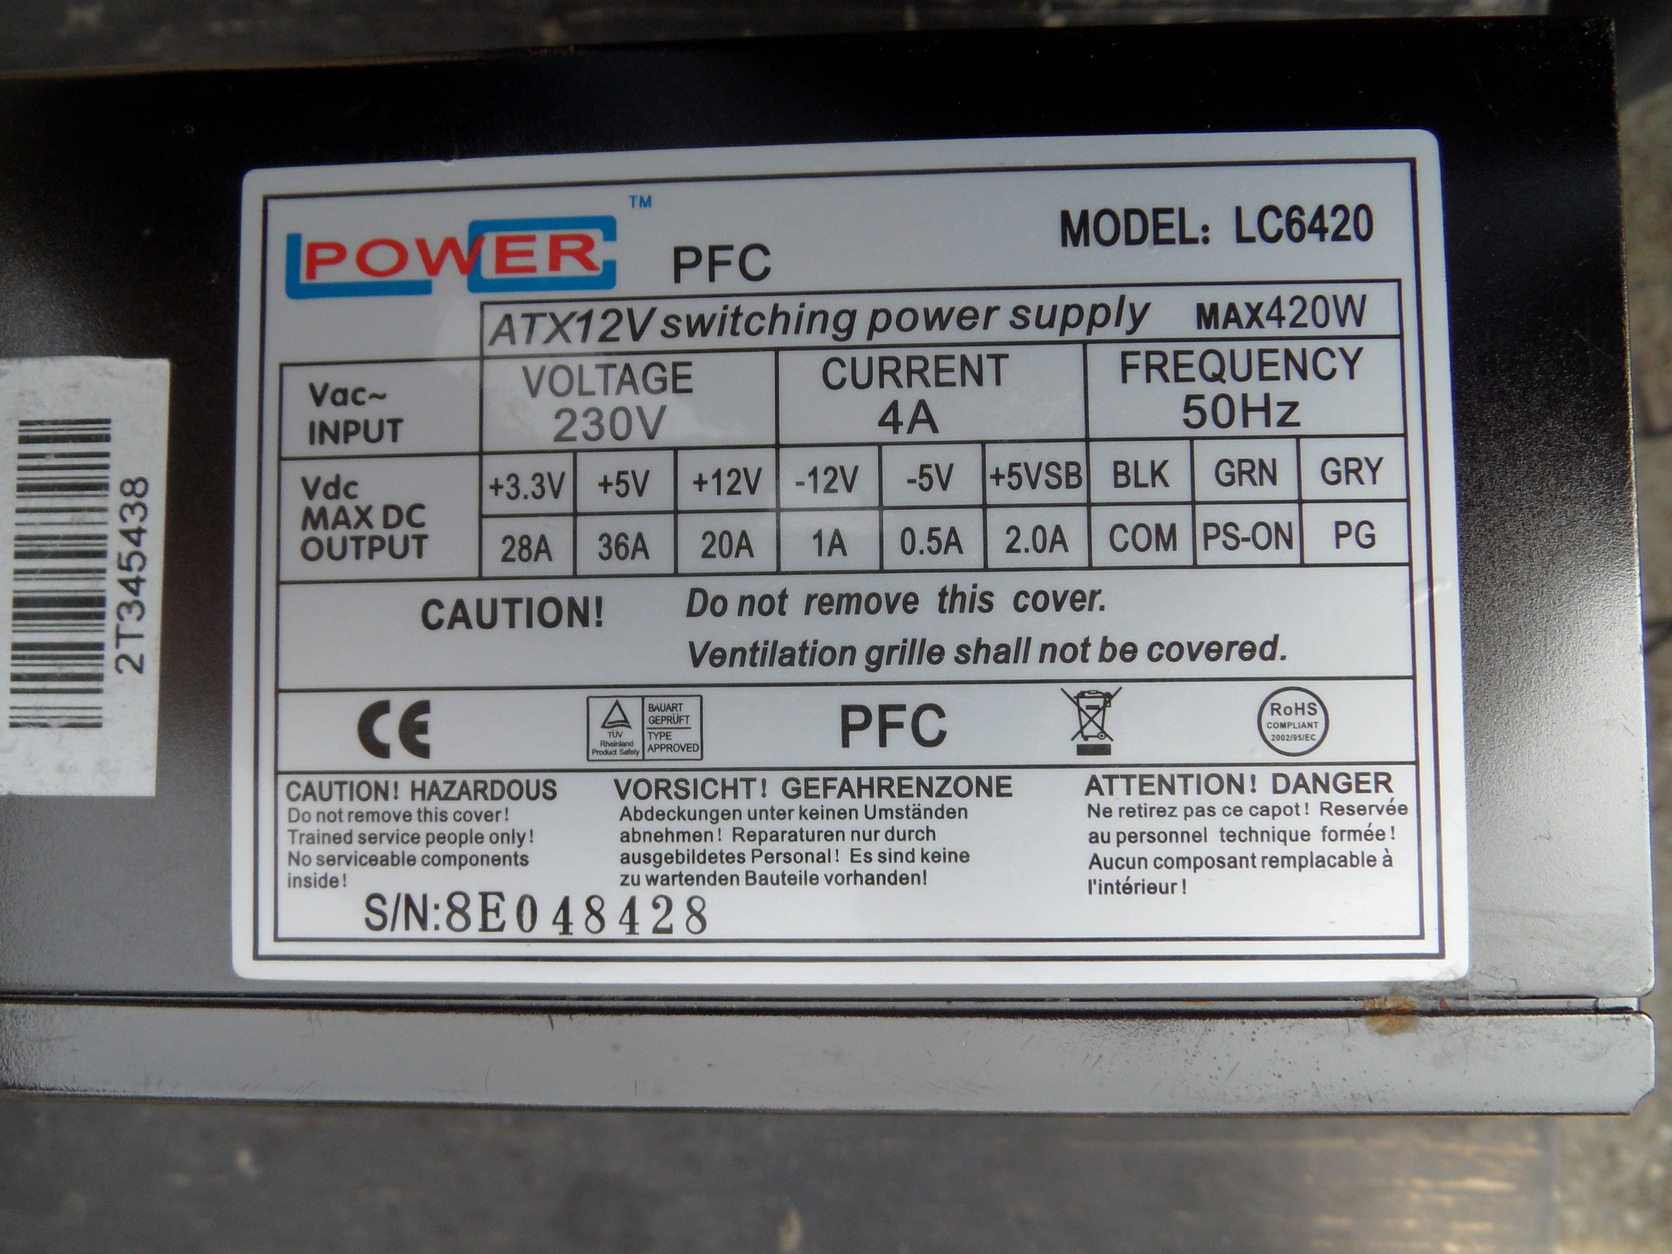 LC POWER™
PFC
MODEL: LC6420
ATX12V switching power supply MAX420W
Vac~ INPUT
VOLTAGE CURRENT FREQUENCY
230V 4A 50Hz
Vdc MAX DC OUTPUT
+3.3V +5V +12V -12V -5V +5VSB BLK GRN GRY
28A 36A 20A 1A 0.5A 2.0A COM PS-ON PG
CAUTION! Do not remove this cover.
Ventilation grille shall not be covered.
CE
TÜV
Rheinland
Product Safety
BAUART
GEPRÜFT
TYPE
APPROVED
PFC
RoHS
COMPLIANT
2002/95/EC
CAUTION! HAZARDOUS
Do not remove this cover!
Trained service people only!
No serviceable components
inside!
VORSICHT! GEFAHRENZONE
Abdeckungen unter keinen Umständen
abnehmen! Reparaturen nur durch
ausgebildetes Personal! Es sind keine
zu wartenden Bauteile vorhanden!
ATTENTION! DANGER
Ne retirez pas ce capot! Reservée
au personnel technique formée!
Aucun composant remplacable à
l'intérieur!
S/N:8E048428
2T345438